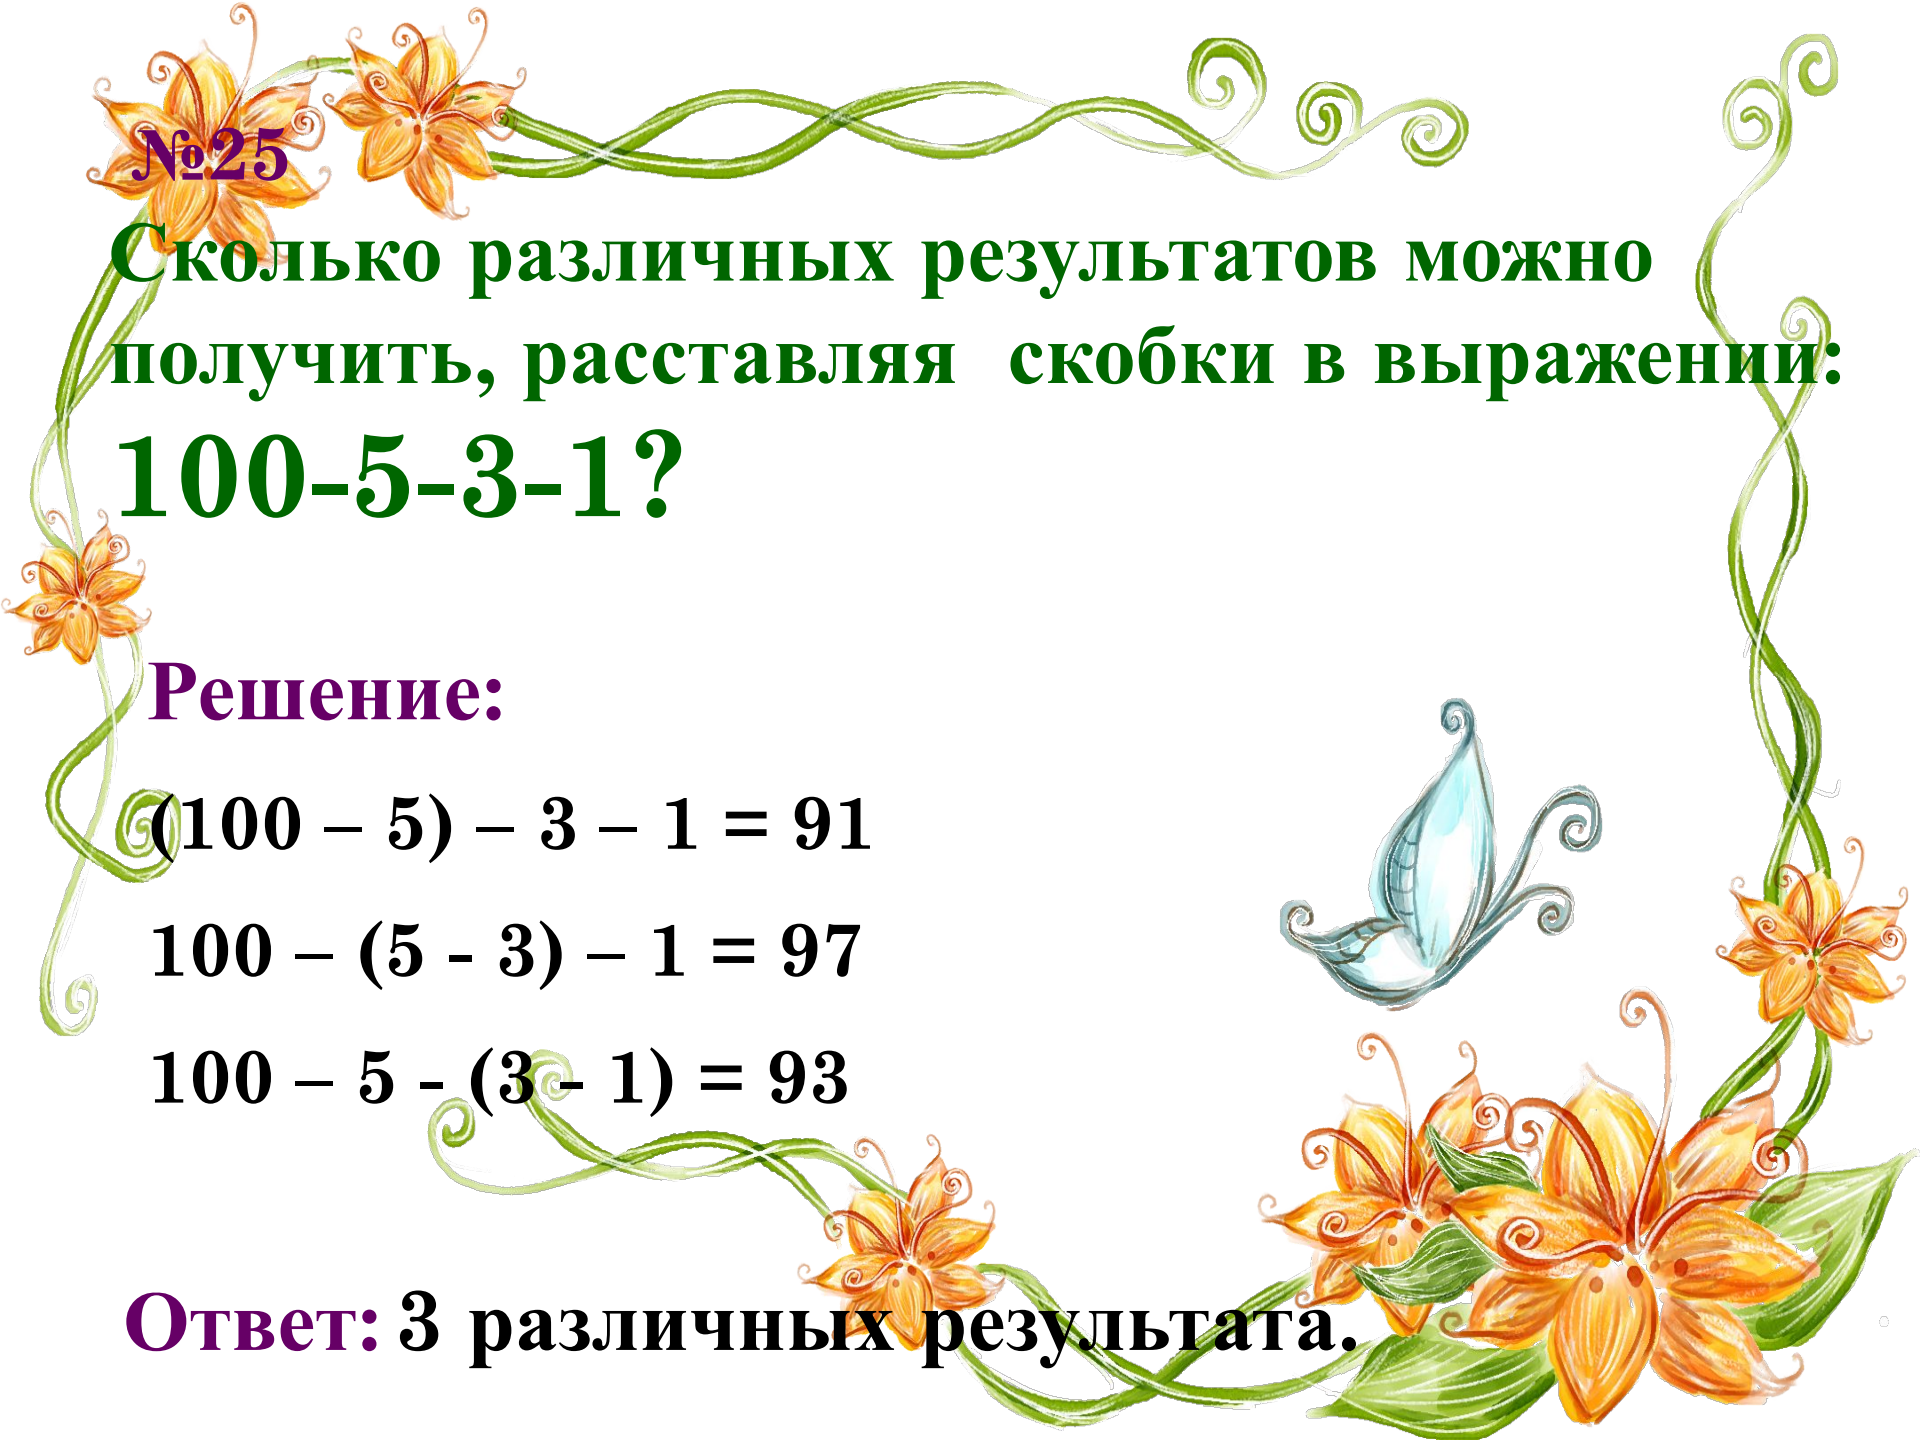 №25
Сколько различных результатов можно
получить, расставляя скобки в выражении:
100-5-3-1?
Решение:
(100 – 5) – 3 – 1 = 91
100 – (5 - 3) – 1 = 97
100 – 5 - (3 - 1) = 93
Ответ: 3 различных результата.